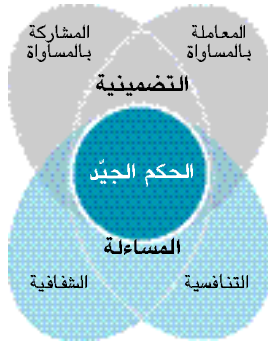 المعاملة
بالمساواة
المشاركة
بالمساواة
التضمينية
الحكم الجيّد
المساءلة
التنافسية
الشفافية